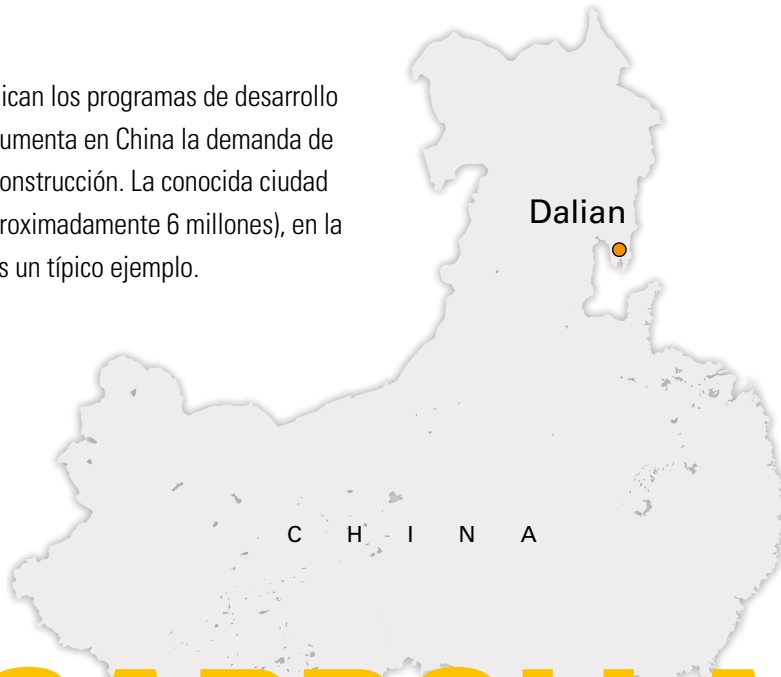 ican los programas de desarrollo
umenta en China la demanda de
onstrucción. La conocida ciudad
roximadamente 6 millones), en la
s un típico ejemplo.
Dalian
C H I N A